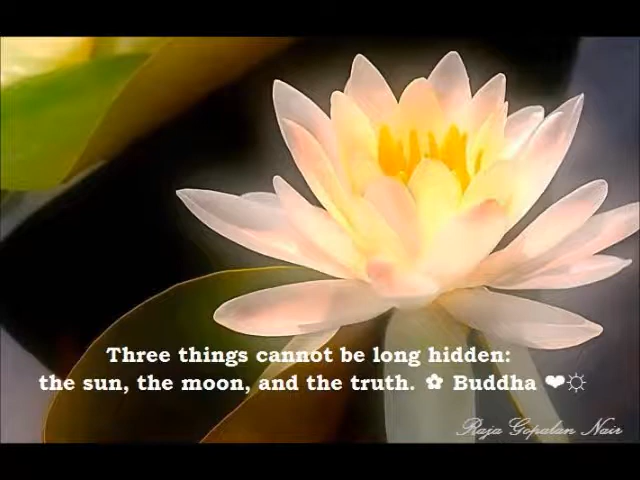 Three things cannot be long hidden:
the sun, the moon, and the truth. ✿ Buddha ❤☼
Raja Gopalan Nair